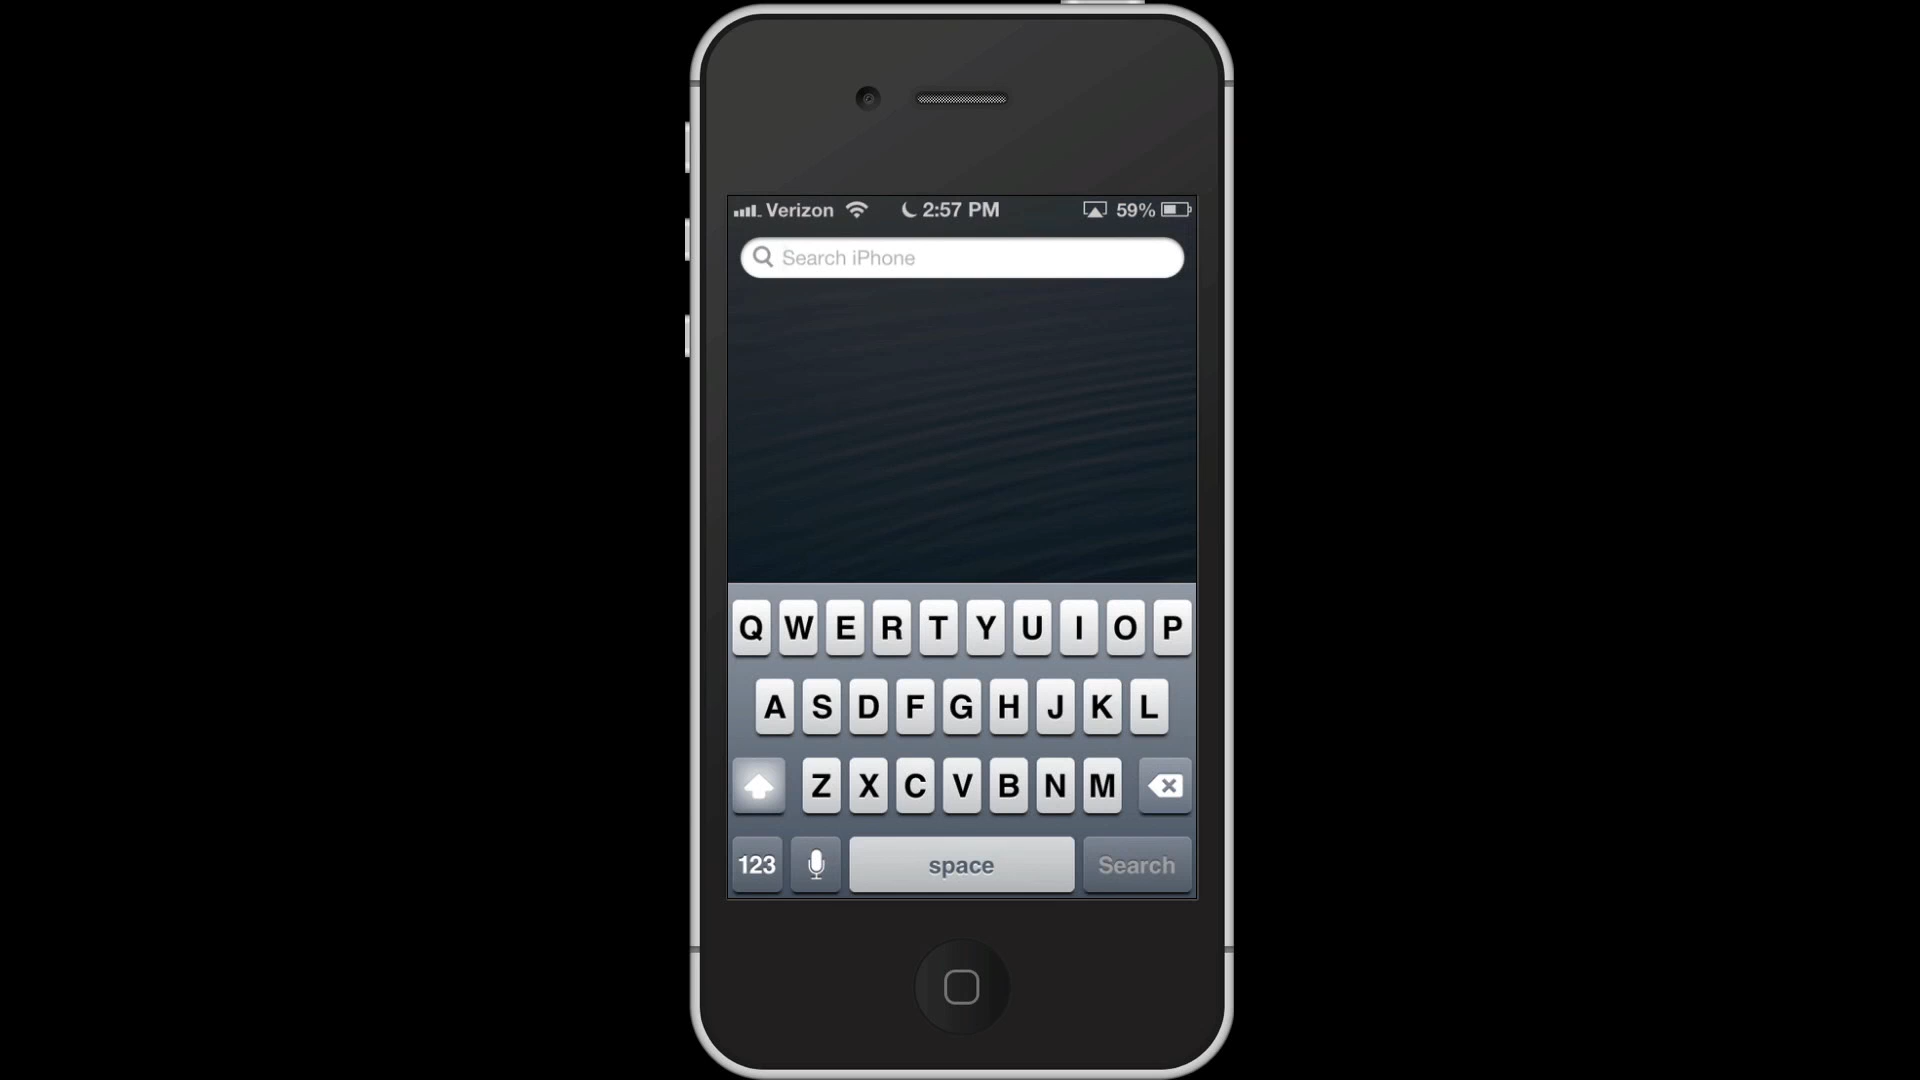 Verizon 2:57 PM 59%
Search iPhone
Q W E R T Y U I O P
A S D F G H J K L
Z X C V B N M
123 space Search